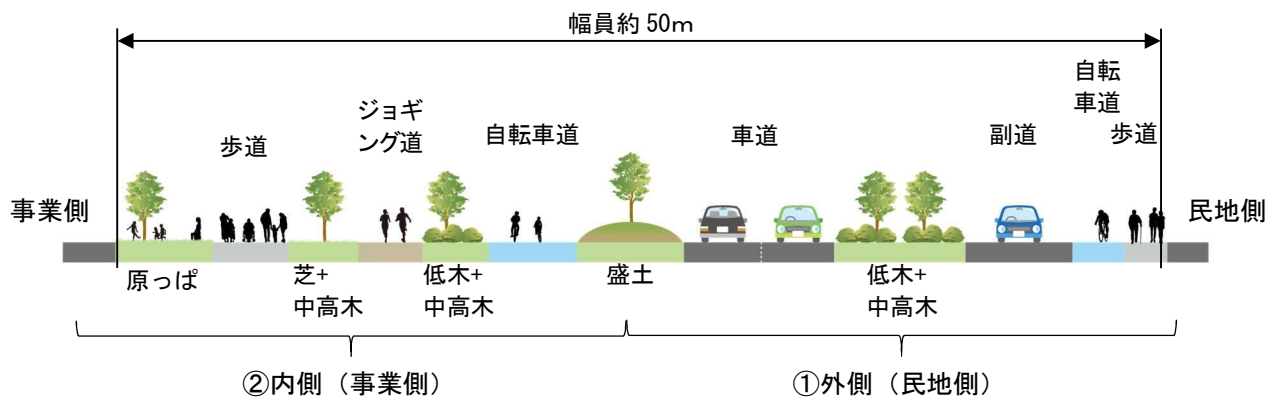 幅員約 50m
自転
車道
ジョギ
ング道
歩道
自転車道
車道
副道
歩道
事業側
民地側
原っぱ
芝+
中高木
低木+
中高木
盛土
低木+
中高木
②内側（事業側）
①外側（民地側）